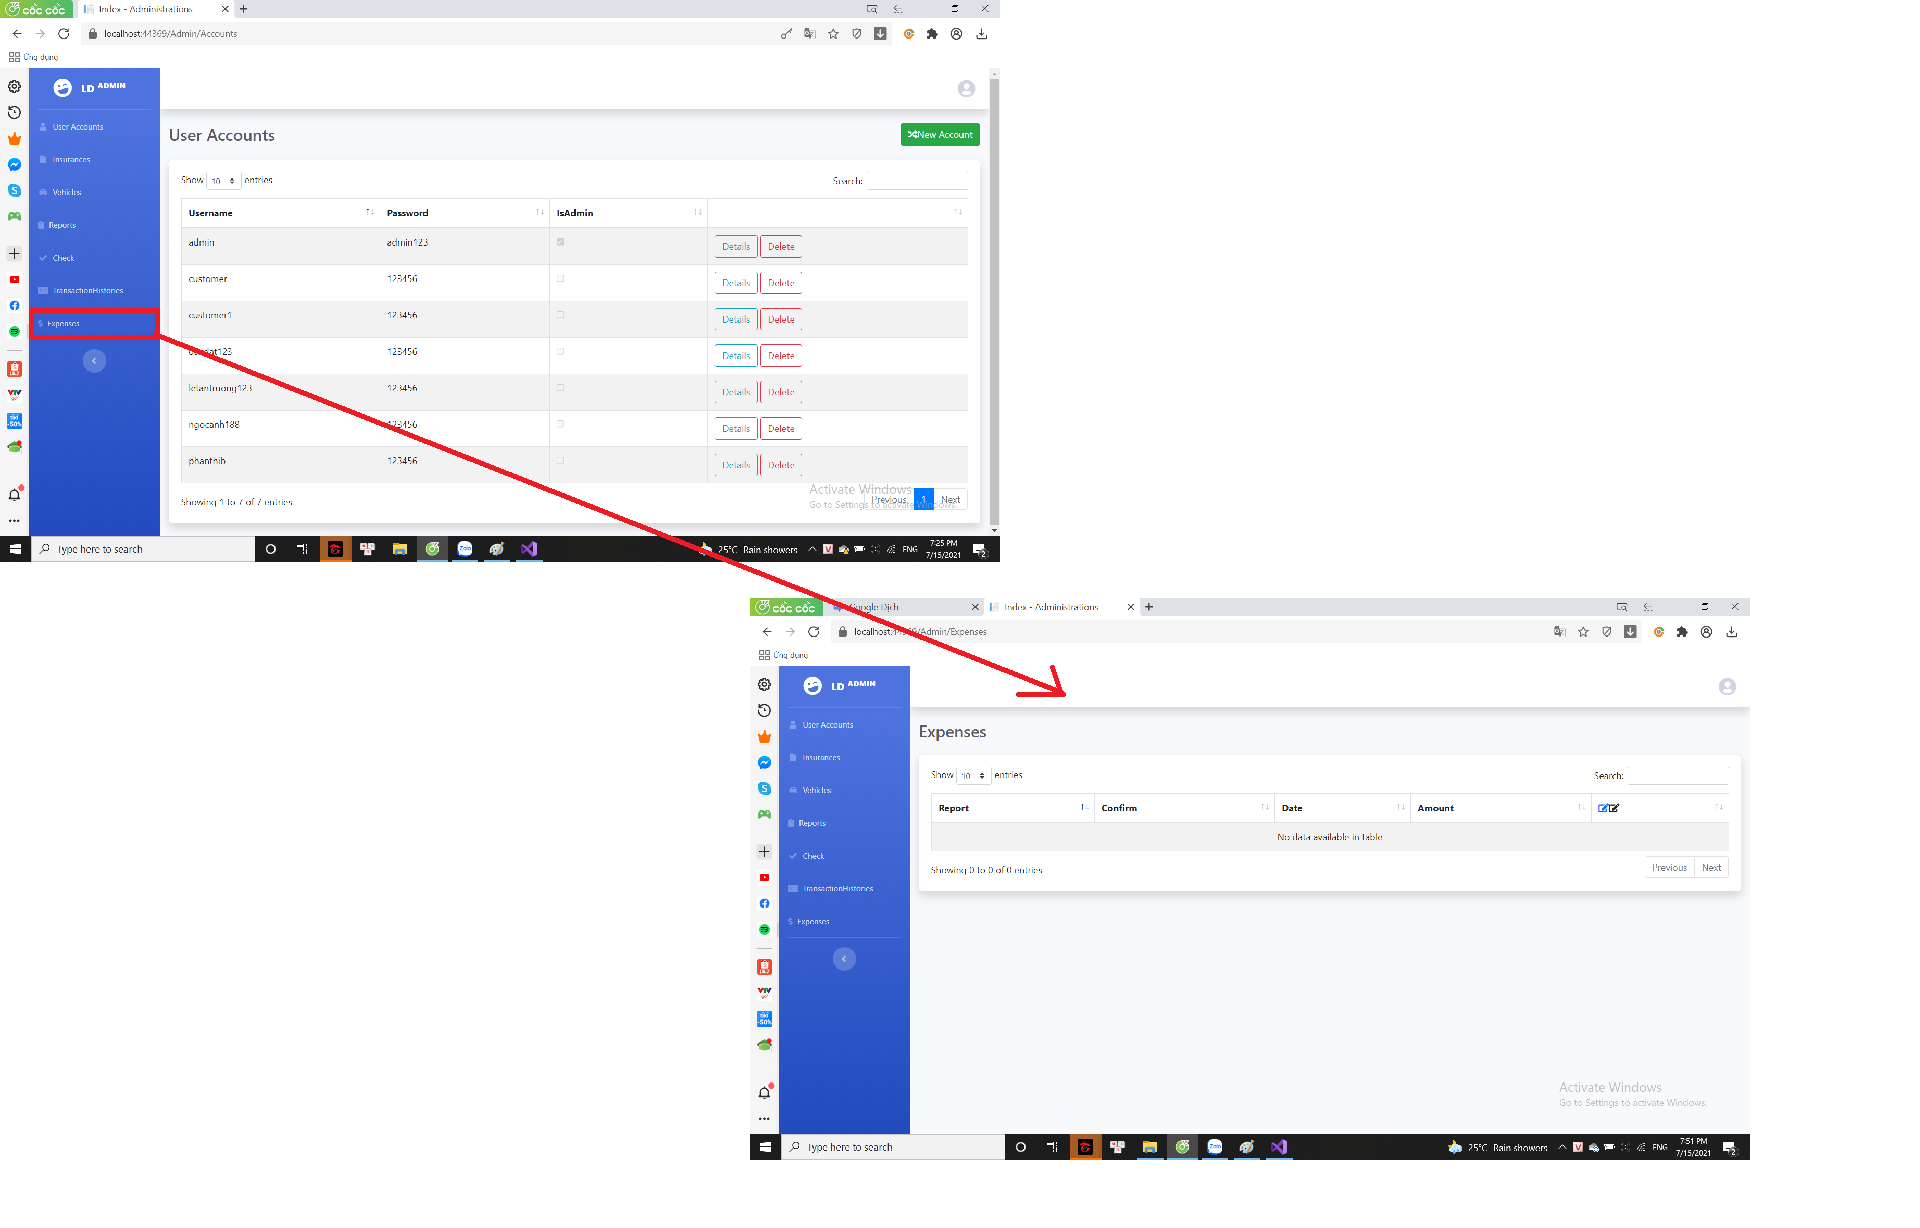 cốc cốc Index - Administrations
localhost:44369/Admin/Accounts
Ứng dụng
LD ADMIN
User Accounts
Insurances
Vehicles
Reports
Check
TransactionHistories
$ Expenses
User Accounts
New Account
Show 10 entries
Search:
Username Password IsAdmin
admin admin123 Details Delete
customer 123456 Details Delete
customer1 123456 Details Delete
123456 Details Delete
letantruong123 123456 Details Delete
ngocanh188 123456 Details Delete
phanthib 123456 Details Delete
Showing 1 to 7 of 7 entries
Previous 1 Next
Activate Windows
Go to Settings to activate Windows.
Type here to search
Zalo
25°C Rain showers
ENG
7:25 PM
7/15/2021
2
cốc cốc Google Dịch Index - Administrations
localhost:44369/Admin/Expenses
Ứng dụng
LD ADMIN
User Accounts
Insurances
Vehicles
Reports
Check
TransactionHistories
$ Expenses
Expenses
Show 10 entries
Search:
Report Confirm Date Amount
No data available in table
Showing 0 to 0 of 0 entries
Previous Next
Activate Windows
Go to Settings to activate Windows.
Type here to search
Zalo
25°C Rain showers
ENG
7:51 PM
7/15/2021
2